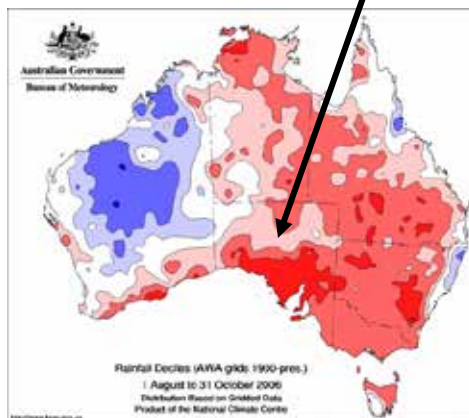 Australian Government
Bureau of Meteorology
Rainfall Deciles (AWA grids 1900-pres.)
1 August to 31 October 2006
Distribution Based on Gridded Data
Product of the National Climate Centre